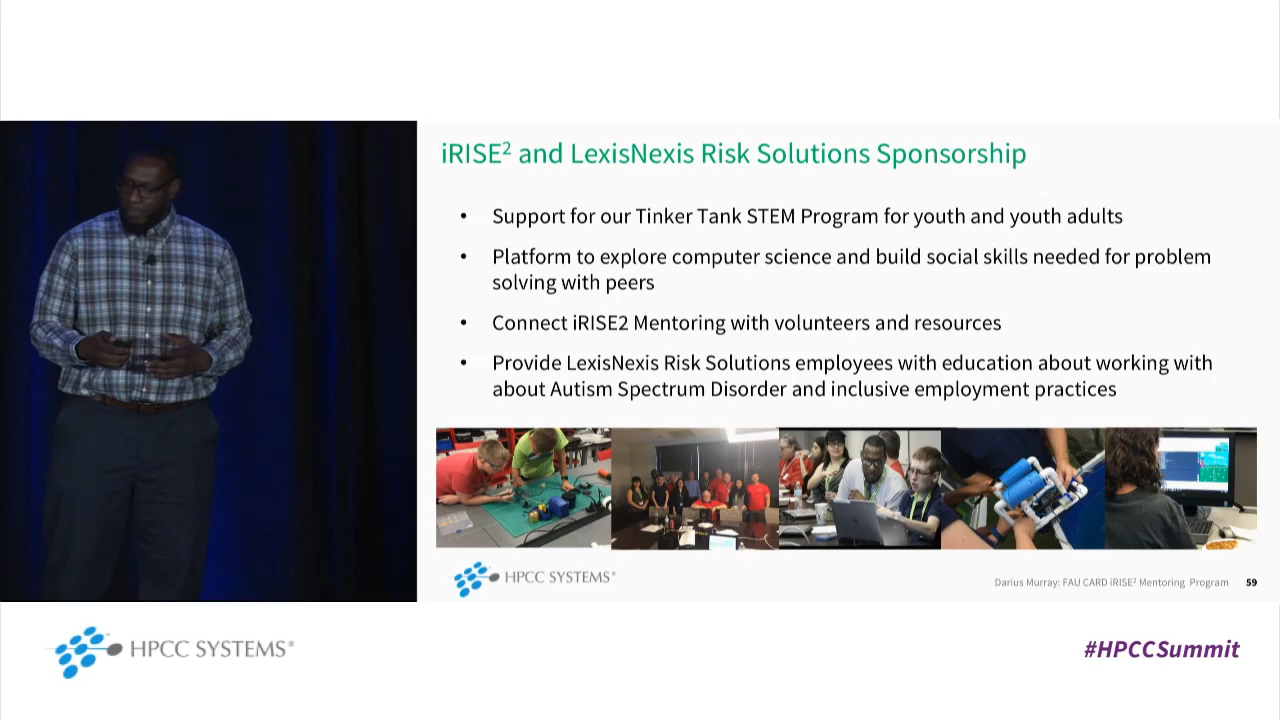 iRISE² and LexisNexis Risk Solutions Sponsorship
• Support for our Tinker Tank STEM Program for youth and youth adults
• Platform to explore computer science and build social skills needed for problem
solving with peers
• Connect iRISE2 Mentoring with volunteers and resources
• Provide LexisNexis Risk Solutions employees with education about working with
about Autism Spectrum Disorder and inclusive employment practices
HPCC SYSTEMS®
Darius Murray: FAU CARD iRISE² Mentoring Program 59
HPCC SYSTEMS®
#HPCCSummit